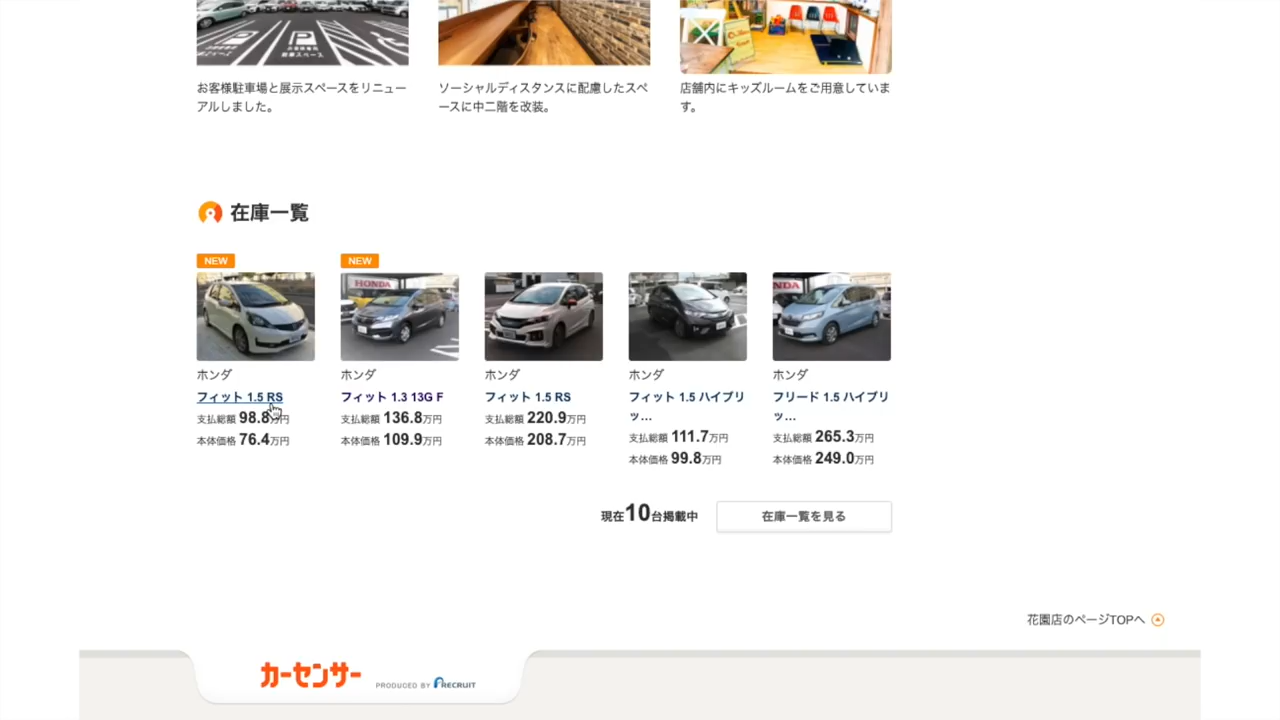 お客様駐車場と展示スペースをリニュー
アルしました。
ソーシャルディスタンスに配慮したスペ
ースに中二階を改装。
店舗内にキッズルームをご用意していま
す。
在庫一覧
NEW
NEW
HONDA
NDA
ホンダ
フィット 1.5 RS
支払総額 98.8万円
本体価格 76.4万円
ホンダ
フィット 1.3 13G F
支払総額 136.8万円
本体価格 109.9万円
ホンダ
フィット 1.5 RS
支払総額 220.9万円
本体価格 208.7万円
ホンダ
フィット 1.5 ハイブリ
ッ...
支払総額 111.7万円
本体価格 99.8万円
ホンダ
フリード 1.5 ハイブリ
ッ...
支払総額 265.3万円
本体価格 249.0万円
現在10台掲載中
在庫一覧を見る
花園店のページTOPへ
カーセンサー PRODUCED BY RECRUIT